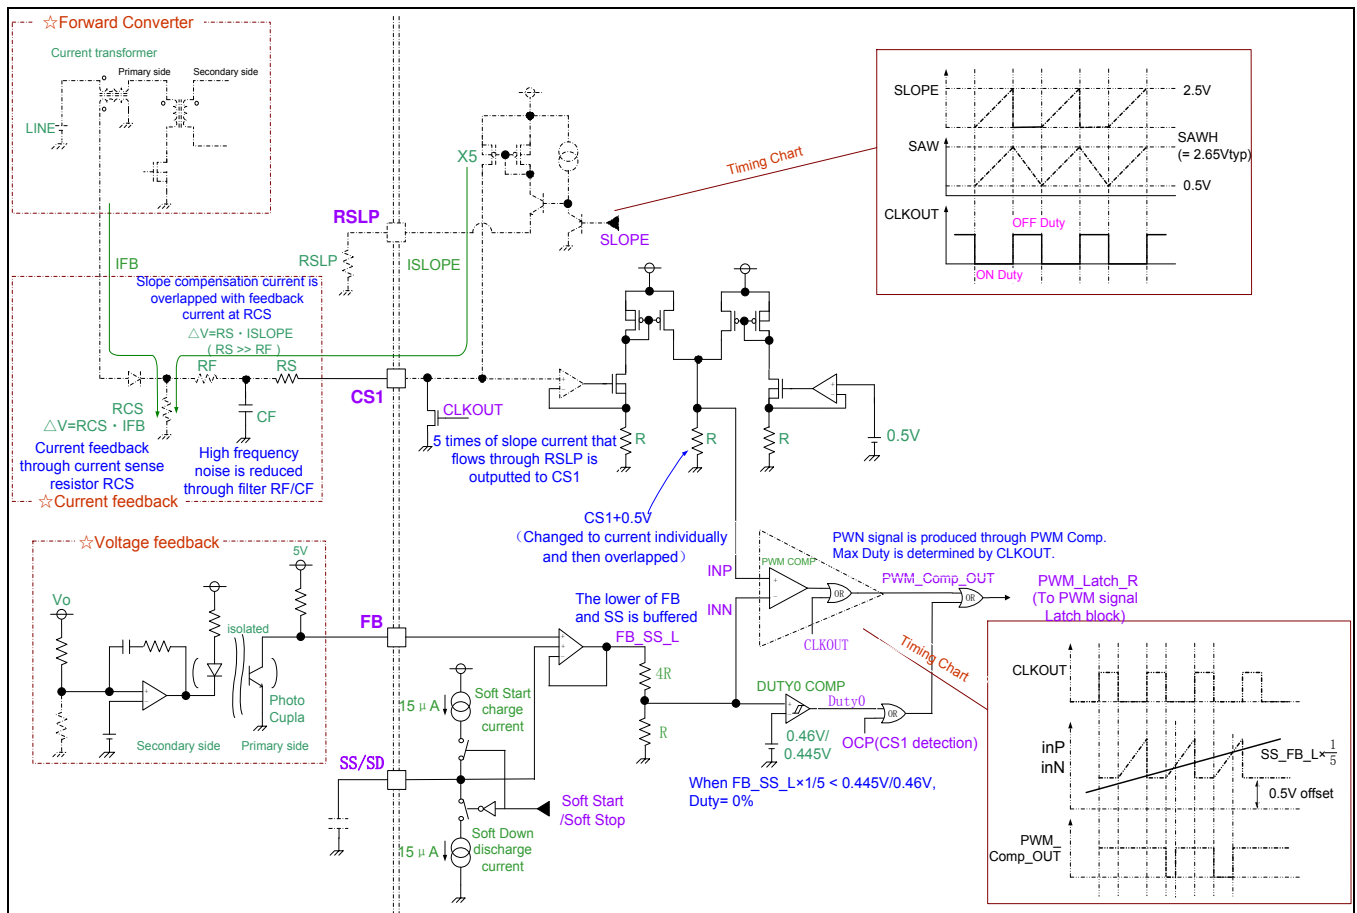 ☆Forward Converter
Current transformer
Primary side
Secondary side
LINE
X5
RSLP
RSLP
SLOPE
IFB
ISLOPE
Timing Chart
SLOPE
2.5V
SAW
SAWH
(= 2.65Vtyp)
0.5V
CLKOUT
OFF Duty
ON Duty
Slope compensation current is
overlapped with feedback
current at RCS
△V=RS・ISLOPE
( RS >> RF )
RF
RS
CS1
RCS
△V=RCS・IFB
CF
Current feedback
through current sense
resistor RCS
High frequency
noise is reduced
through filter RF/CF
☆Current feedback
CLKOUT
5 times of slope current that
flows through RSLP is
outputted to CS1
R
R
R
0.5V
CS1+0.5V
(Changed to current individually
and then overlapped)
PWN signal is produced through PWM Comp.
Max Duty is determined by CLKOUT.
INP
INN
PWM COMP
+
−
OR
CLKOUT
PWM_Comp_OUT
OR
PWM_Latch_R
(To PWM signal
Latch block)
☆Voltage feedback
5V
Vo
isolated
Photo
Cupla
Secondary side
Primary side
FB
The lower of FB
and SS is buffered
FB_SS_L
4R
R
15 μA
Soft Start
charge
current
SS/SD
Soft Start
/Soft Stop
15 μA
Soft Down
discharge
current
DUTY0 COMP
Duty0
OR
0.46V/
0.445V
OCP(CS1 detection)
When FB_SS_L×1/5 < 0.445V/0.46V,
Duty= 0%
Timing Chart
CLKOUT
inP
inN
SS_FB_L×1/5
0.5V offset
PWM_
Comp_OUT